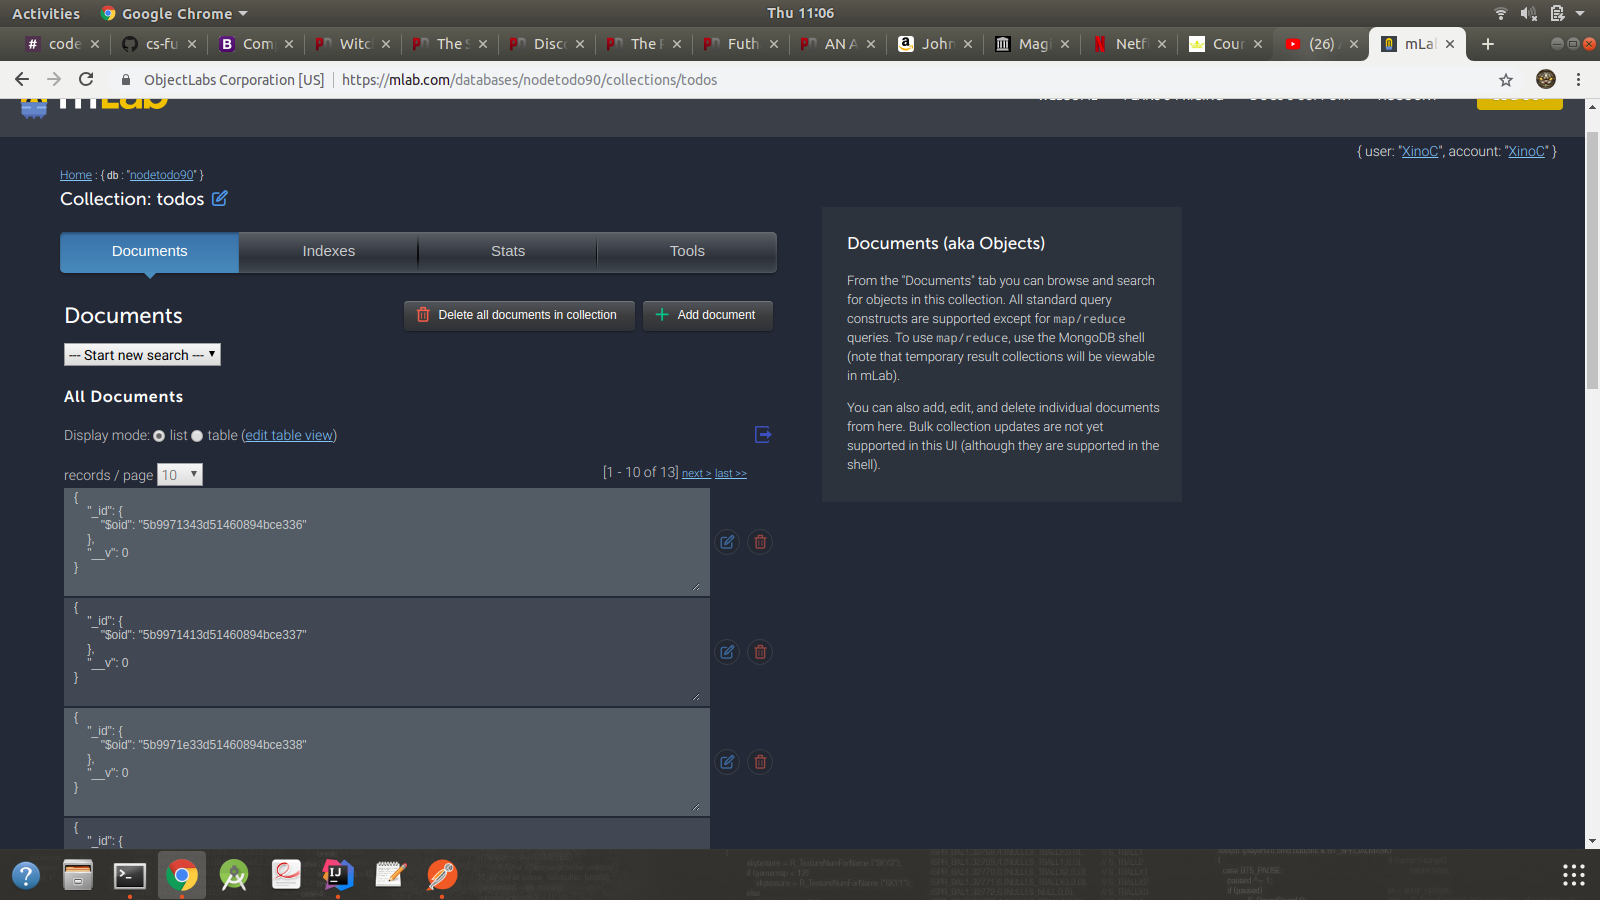 Activities Google Chrome Thu 11:06
# code cs-fu Com Witc The S Disc The F Futh AN A John Mag Netfl Cour (26) mLa
ObjectLabs Corporation [US] https://mlab.com/databases/nodetodo90/collections/todos
mLab
{ user: "XinoC", account: "XinoC" }
Home : { db : "nodetodo90" }
Collection: todos
Documents Indexes Stats Tools
Documents
Delete all documents in collection
Add document
--- Start new search ---
All Documents
Display mode: list table (edit table view)
records / page 10
[1 - 10 of 13] next > last >>
{
"_id": {
"$oid": "5b9971343d51460894bce336"
},
"__v": 0
}
{
"_id": {
"$oid": "5b9971413d51460894bce337"
},
"__v": 0
}
{
"_id": {
"$oid": "5b9971e33d51460894bce338"
},
"__v": 0
}
{
"_id": {
Documents (aka Objects)
From the "Documents" tab you can browse and search
for objects in this collection. All standard query
constructs are supported except for map/reduce
queries. To use map/reduce, use the MongoDB shell
(note that temporary result collections will be viewable
in mLab).
You can also add, edit, and delete individual documents
from here. Bulk collection updates are not yet
supported in this UI (although they are supported in the
shell).